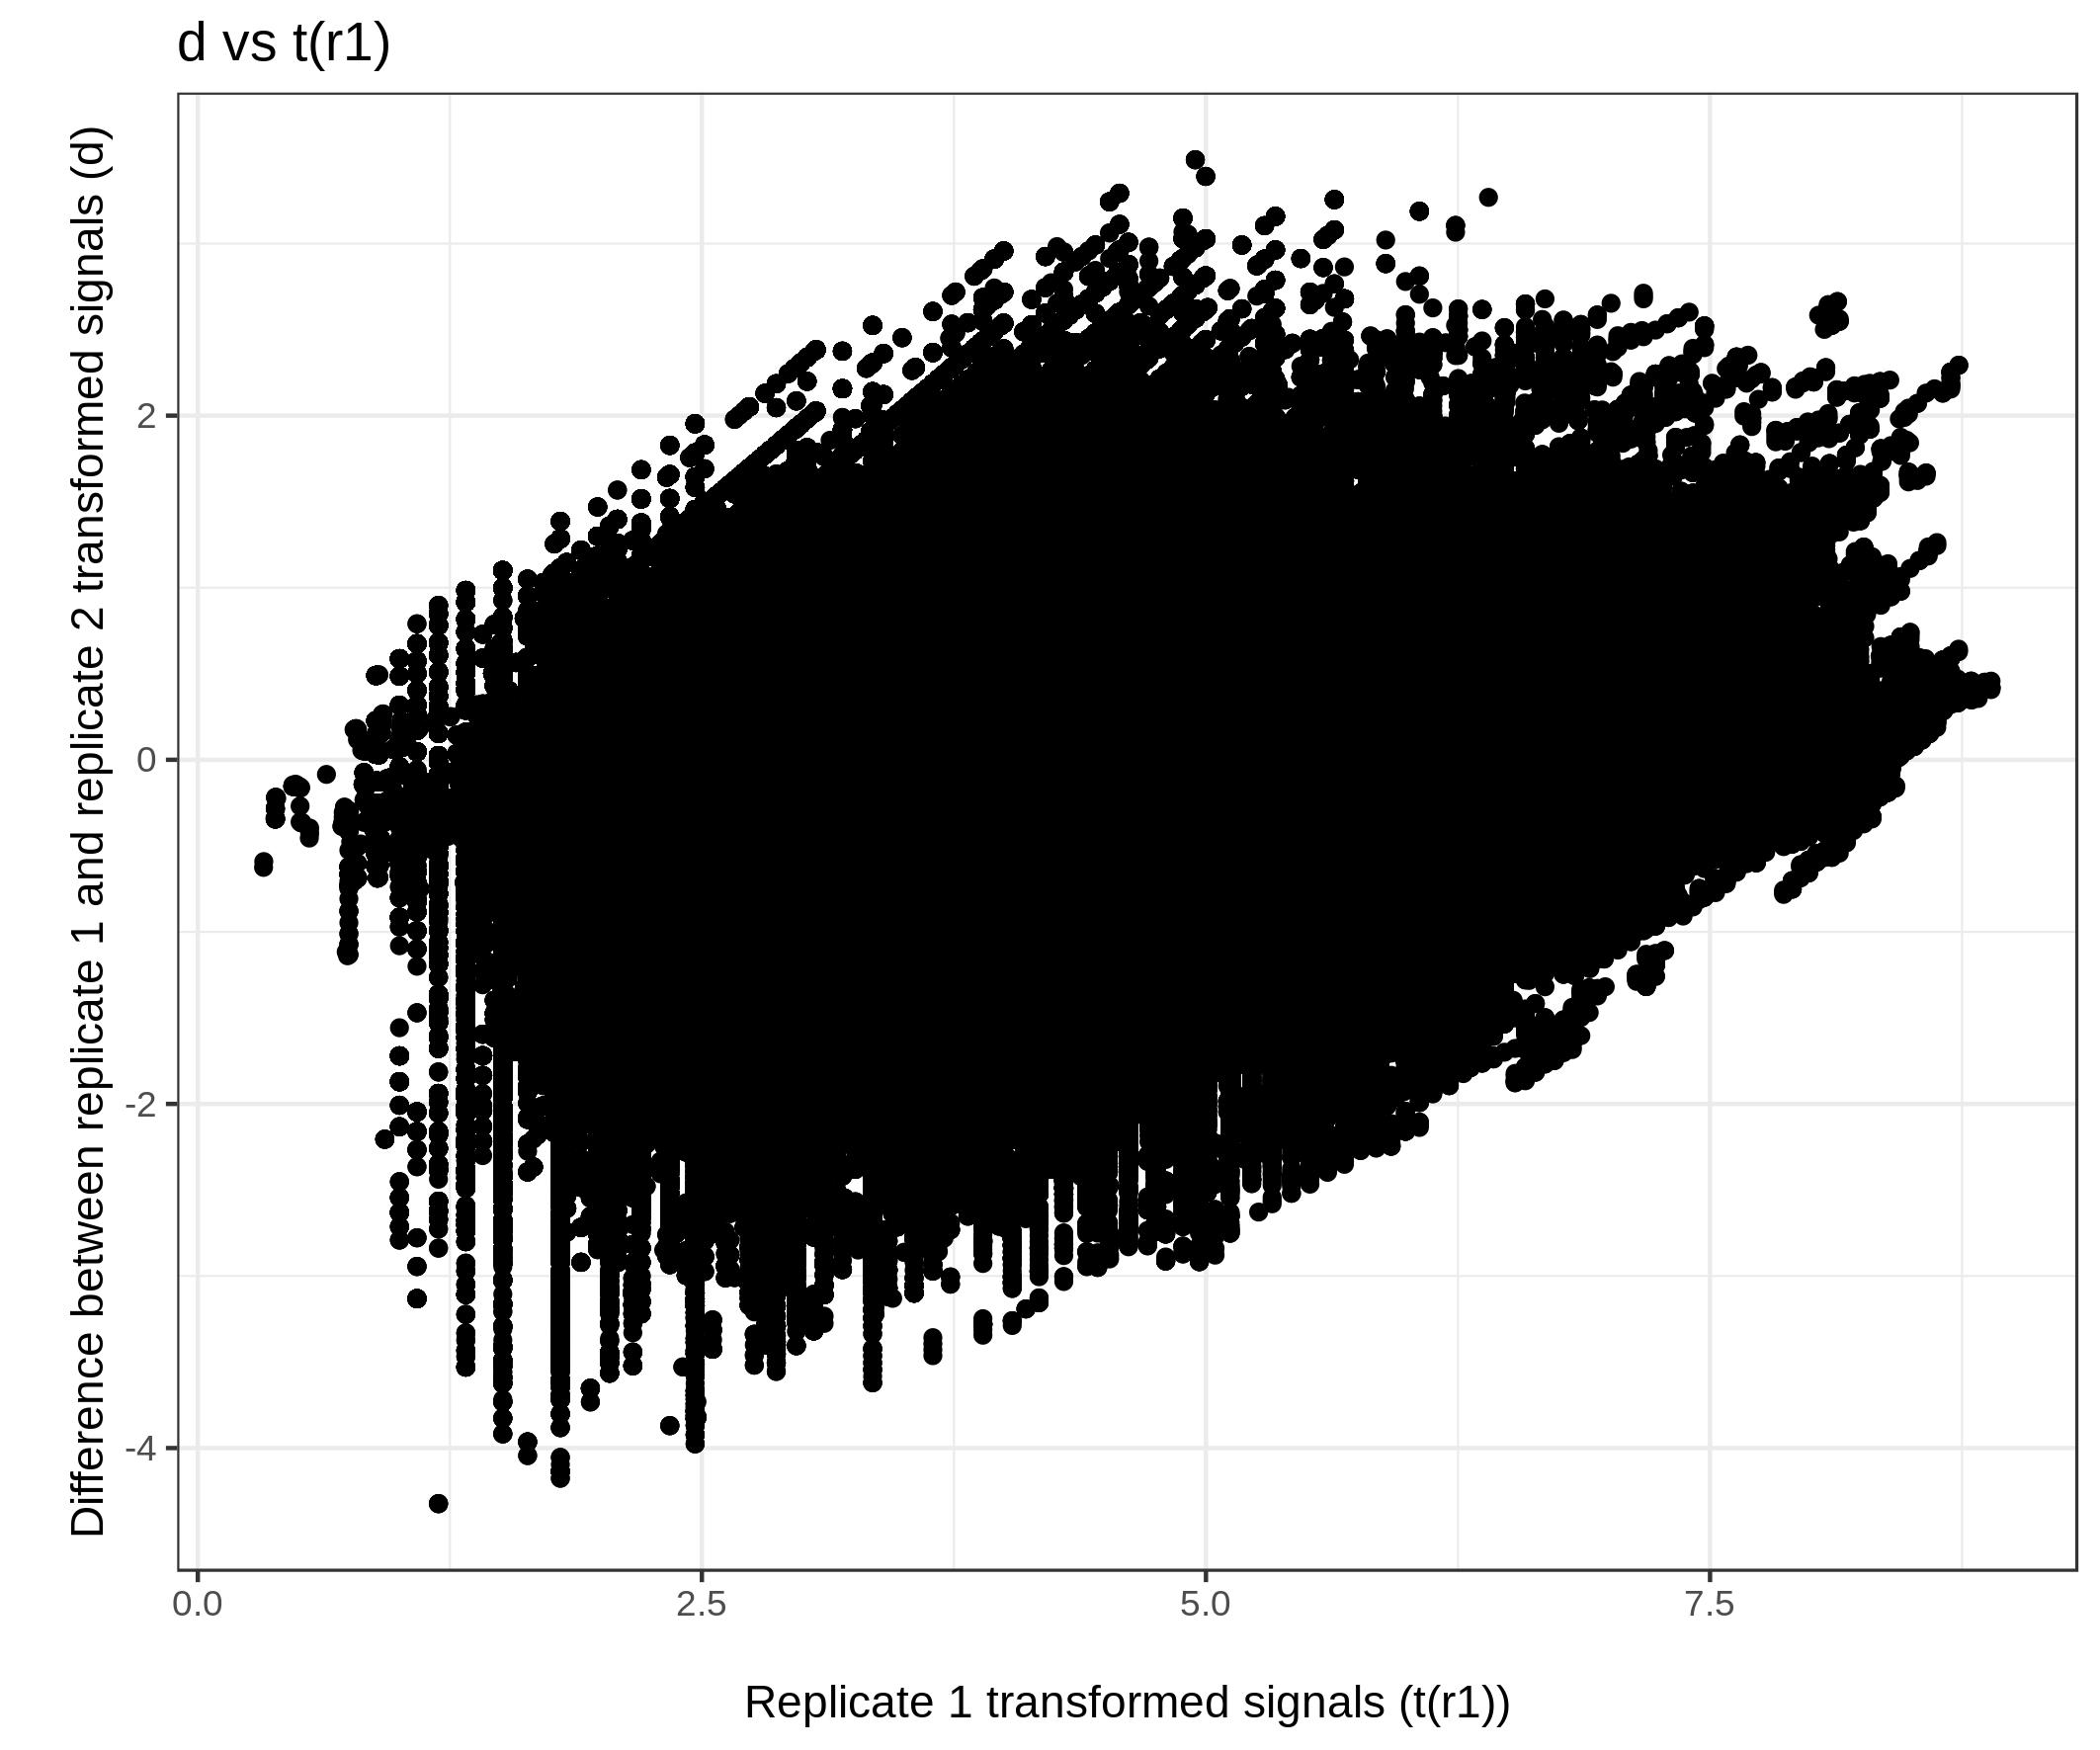 d vs t(r1)
Difference between replicate 1 and replicate 2 transformed signals (d)
2
0
-2
-4
0.0 2.5 5.0 7.5
Replicate 1 transformed signals (t(r1))